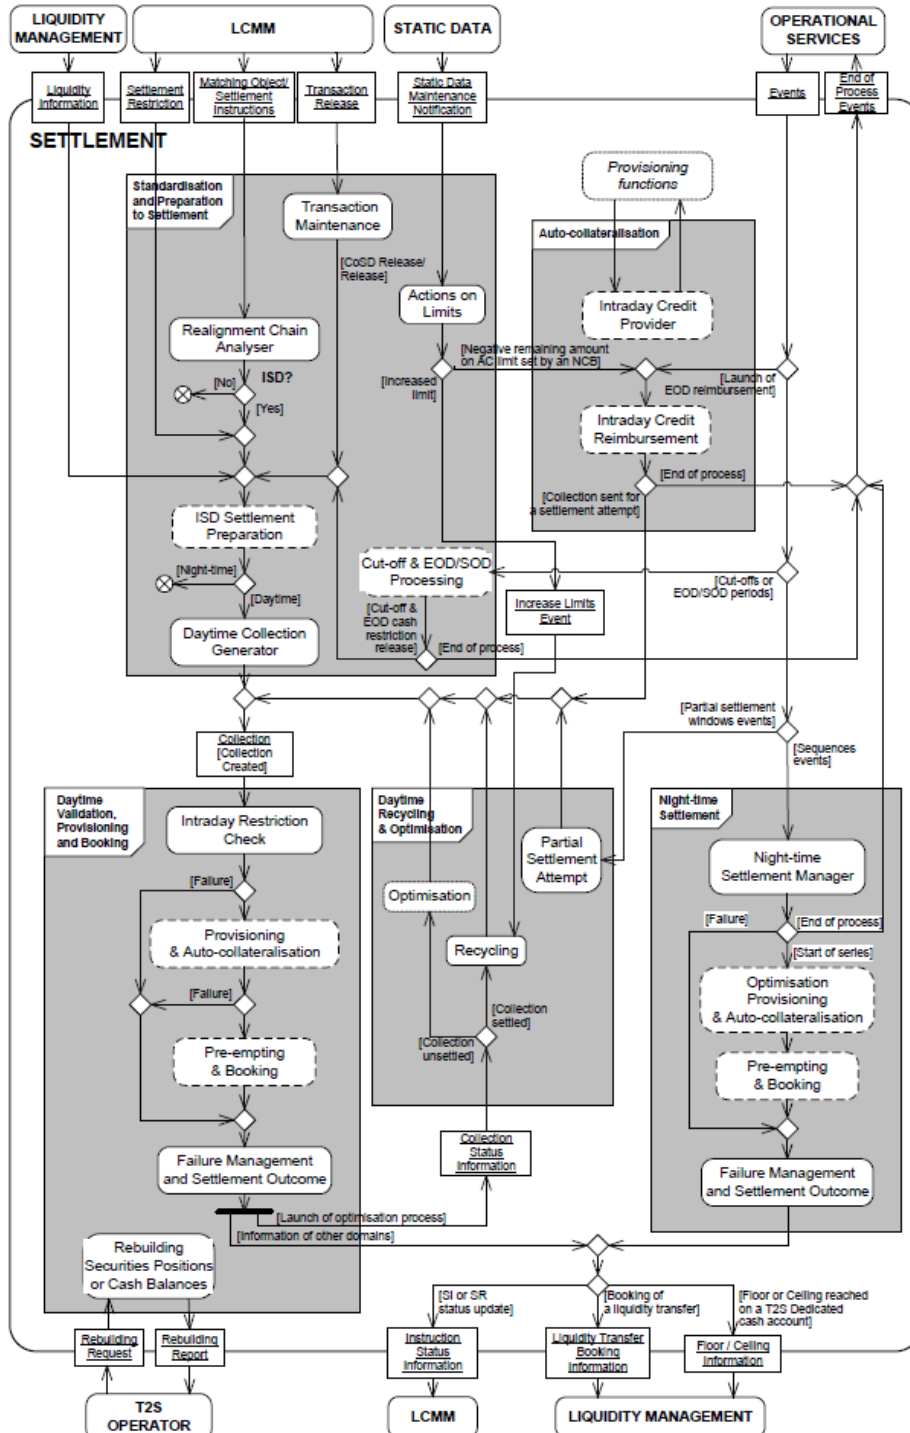 LIQUIDITY
MANAGEMENT
LCMM
STATIC DATA
OPERATIONAL
SERVICES
Liquidity
Information
Settlement
Restriction
Matching Object/
Settlement
Instructions
Transaction
Release
Static Data
Maintenance
Notification
Events
End of
Process
Events
SETTLEMENT
Standardisation
and Preparation
to Settlement
Transaction
Maintenance
[CoSD Release/
Release]
Provisioning
functions
Auto-collateralisation
Intraday Credit
Provider
Actions on
Limits
Realignment Chain
Analyser
[Negative remaining amount
on AC limit set by an NCB]
[Increased
limit]
[Launch of
EOD reimbursement]
ISD?
[No]
[Yes]
Intraday Credit
Reimbursement
[End of process]
[Collection sent for
a settlement attempt]
ISD Settlement
Preparation
[Night-time]
[Daytime]
Cut-off & EOD/SOD
Processing
[Cut-offs or
EOD/SOD periods]
Increase Limits
Event
[Cut-off &
EOD cash
restriction
release]
[End of process]
Daytime Collection
Generator
[Partial settlement
windows events]
[Sequences
events]
Collection
[Collection
Created]
Daytime
Validation,
Provisioning
and Booking
Intraday Restriction
Check
[Failure]
Provisioning
& Auto-collateralisation
[Failure]
Pre-empting
& Booking
Failure Management
and Settlement Outcome
Daytime
Recycling
& Optimisation
Partial
Settlement
Attempt
Optimisation
Recycling
[Collection
settled]
[Collection
unsettled]
Collection
Status
Information
Night-time
Settlement
Night-time
Settlement Manager
[Failure]
[End of process]
[Start of series]
Optimisation
Provisioning
& Auto-collateralisation
Pre-empting
& Booking
Failure Management
and Settlement Outcome
[Launch of optimisation process]
[Information of other domains]
Rebuilding
Securities Positions
or Cash Balances
[SI or SR
status update]
[Booking of
a liquidity transfer]
[Floor or Ceiling reached
on a T2S Dedicated
cash account]
Rebuilding
Request
Rebuilding
Report
Instruction
Status
Information
Liquidity Transfer
Booking
Information
Floor / Ceiling
Information
T2S
OPERATOR
LCMM
LIQUIDITY MANAGEMENT